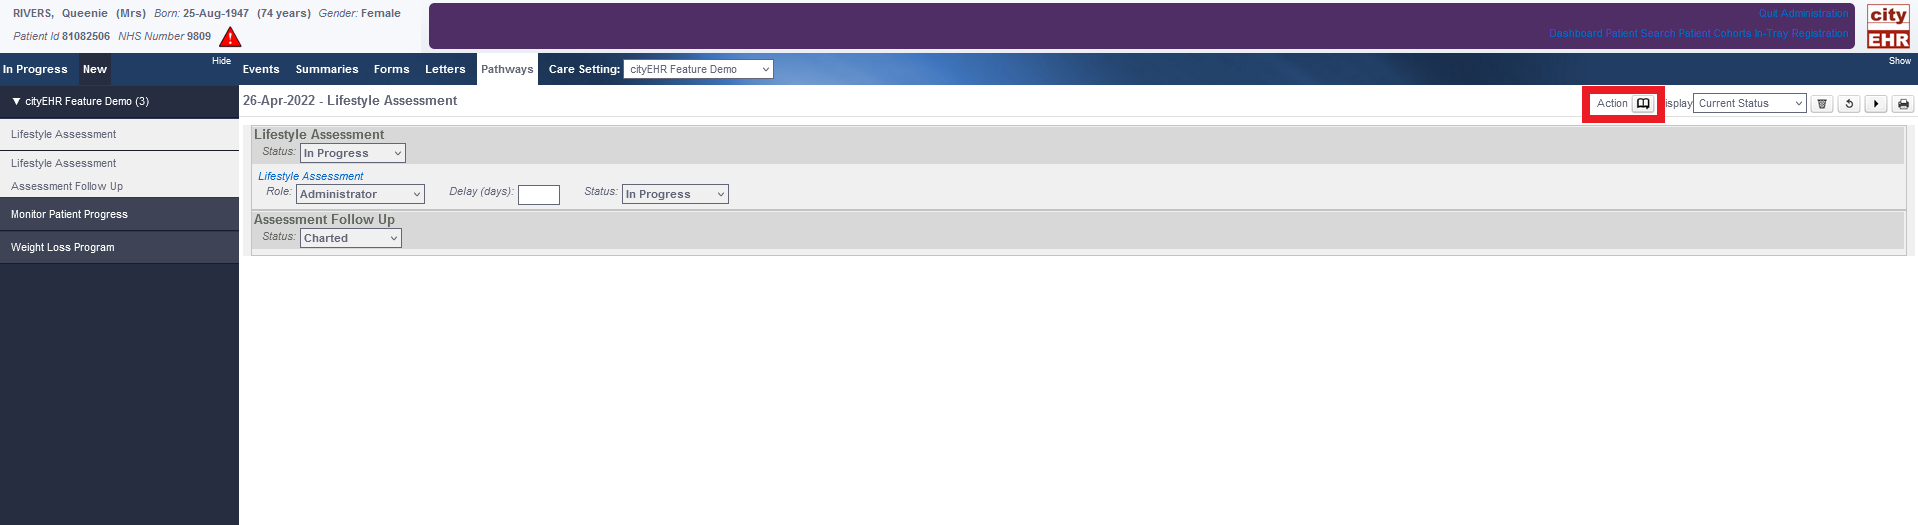 RIVERS, Queenie (Mrs) Born: 25-Aug-1947 (74 years) Gender: Female
Patient Id 81082506 NHS Number 9809
Quit Administration
Dashboard Patient Search Patient Cohorts In-Tray Registration
city
EHR
In Progress New Hide Events Summaries Forms Letters Pathways Care Setting: cityEHR Feature Demo Show
▼ cityEHR Feature Demo (3)
Lifestyle Assessment
Lifestyle Assessment
Assessment Follow Up
Monitor Patient Progress
Weight Loss Program
26-Apr-2022 - Lifestyle Assessment
Action isplay Current Status
Lifestyle Assessment
Status: In Progress
Lifestyle Assessment
Role: Administrator Delay (days): Status: In Progress
Assessment Follow Up
Status: Charted